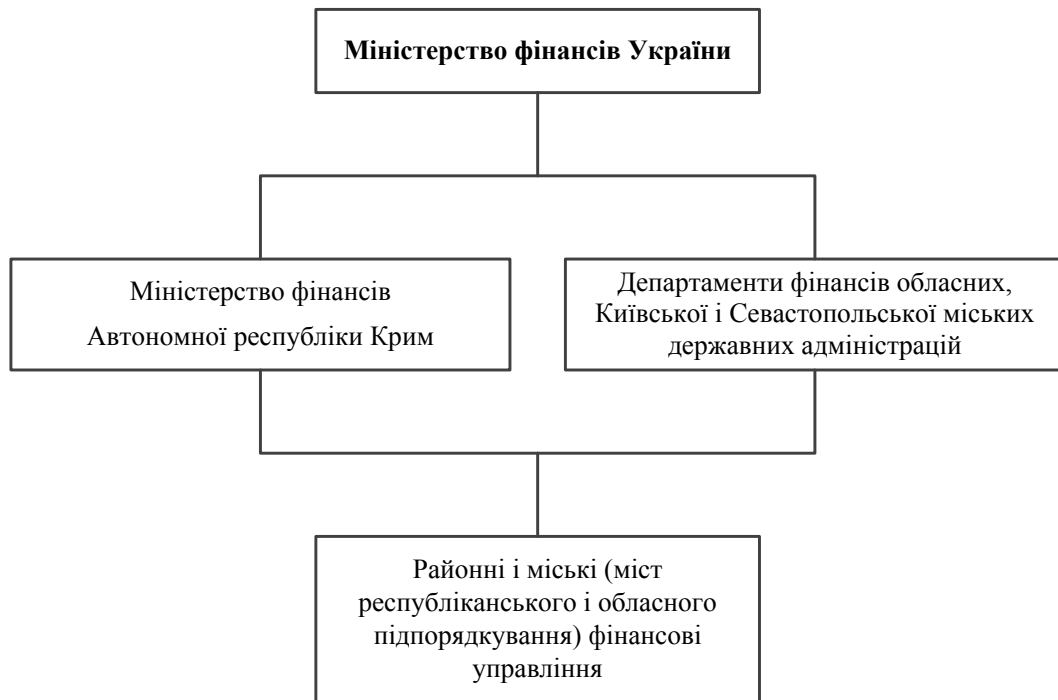 Міністерство фінансів України
Міністерство фінансів
Автономної республіки Крим
Департаменти фінансів обласних,
Київської і Севастопольської міських
державних адміністрацій
Районні і міські (міст
республіканського і обласного
підпорядкування) фінансові
управління